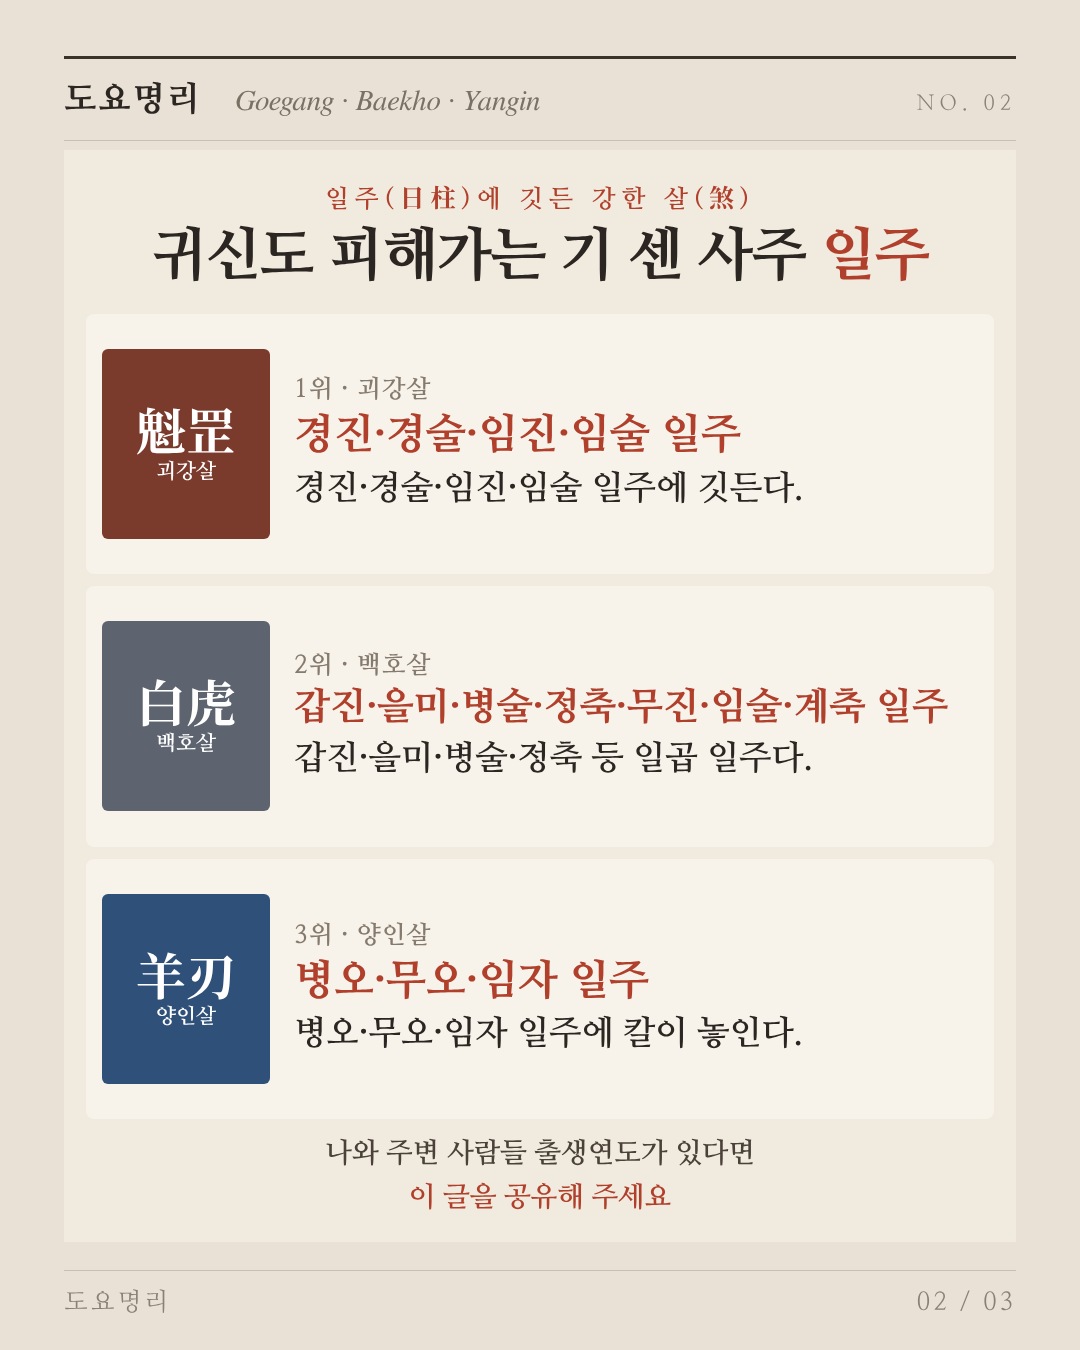 도요명리 Goegang · Baekho · Yangin NO. 02
일주(日柱)에 깃든 강한 살(煞)
귀신도 피해가는 기 센 사주 일주
魁罡
괴강살
1위 · 괴강살
경진·경술·임진·임술 일주
경진·경술·임진·임술 일주에 깃든다.
白虎
백호살
2위 · 백호살
갑진·을미·병술·정축·무진·임술·계축 일주
갑진·을미·병술·정축 등 일곱 일주다.
羊刃
양인살
3위 · 양인살
병오·무오·임자 일주
병오·무오·임자 일주에 칼이 놓인다.
나와 주변 사람들 출생연도가 있다면
이 글을 공유해 주세요
도요명리 02 / 03